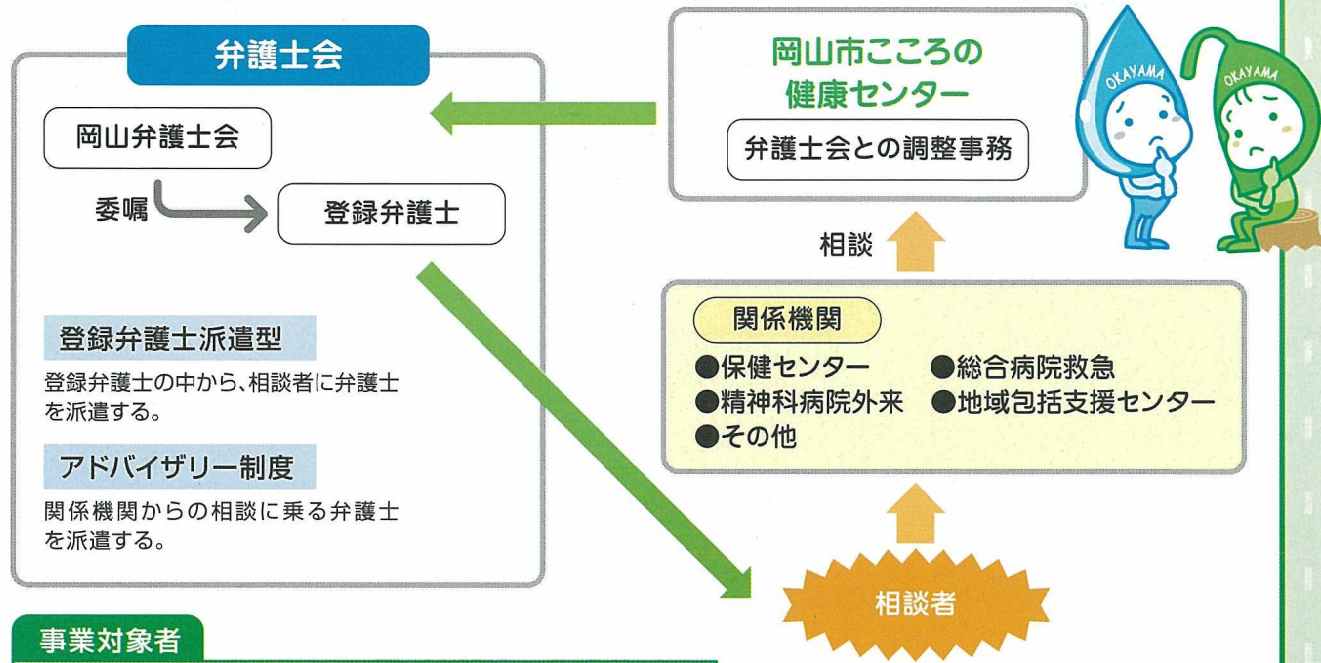 弁護士会
岡山弁護士会
委嘱
登録弁護士
登録弁護士派遣型
登録弁護士の中から、相談者に弁護士
を派遣する。
アドバイザリー制度
関係機関からの相談に乗る弁護士
を派遣する。
岡山市こころの
健康センター
弁護士会との調整事務
OKAYAMA
OKAYAMA
相談
関係機関
●保健センター
●総合病院救急
●精神科病院外来
●地域包括支援センター
●その他
相談者
事業対象者